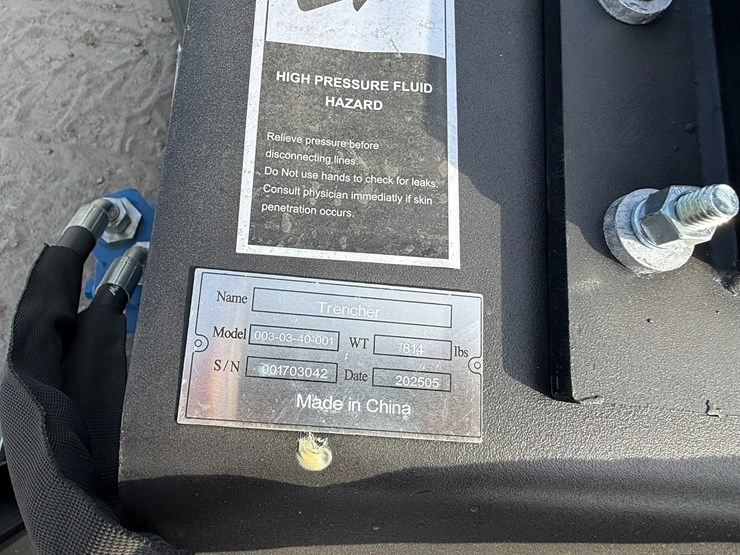 HIGH PRESSURE FLUID
HAZARD
Relieve pressure before
disconnecting lines.
Do Not use hands to check for leaks.
Consult physician immediatly if skin
penetration occurs.
Name Trencher
Model 003-03-40-001 WT 814 lbs
S/N 001703042 Date 202505
Made in China